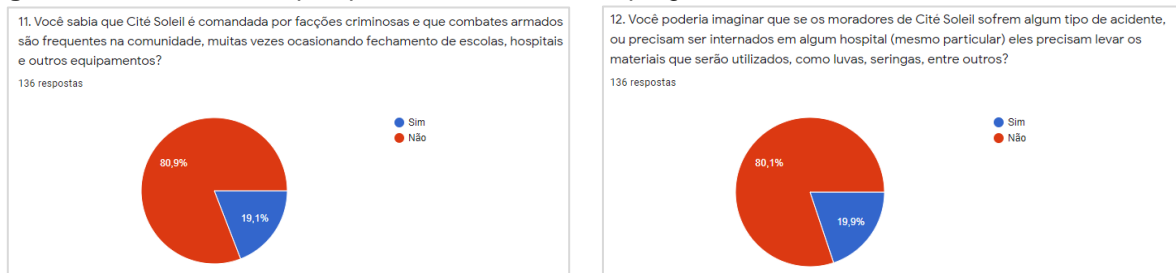 11. Você sabia que Cité Soleil é comandada por facções criminosas e que combates armados
são frequentes na comunidade, muitas vezes ocasionando fechamento de escolas, hospitais
e outros equipamentos?
136 respostas
Sim
Não
80,9%
19,1%
12. Você poderia imaginar que se os moradores de Cité Soleil sofrem algum tipo de acidente,
ou precisam ser internados em algum hospital (mesmo particular) eles precisam levar os
materiais que serão utilizados, como luvas, seringas, entre outros?
136 respostas
Sim
Não
80,1%
19,9%